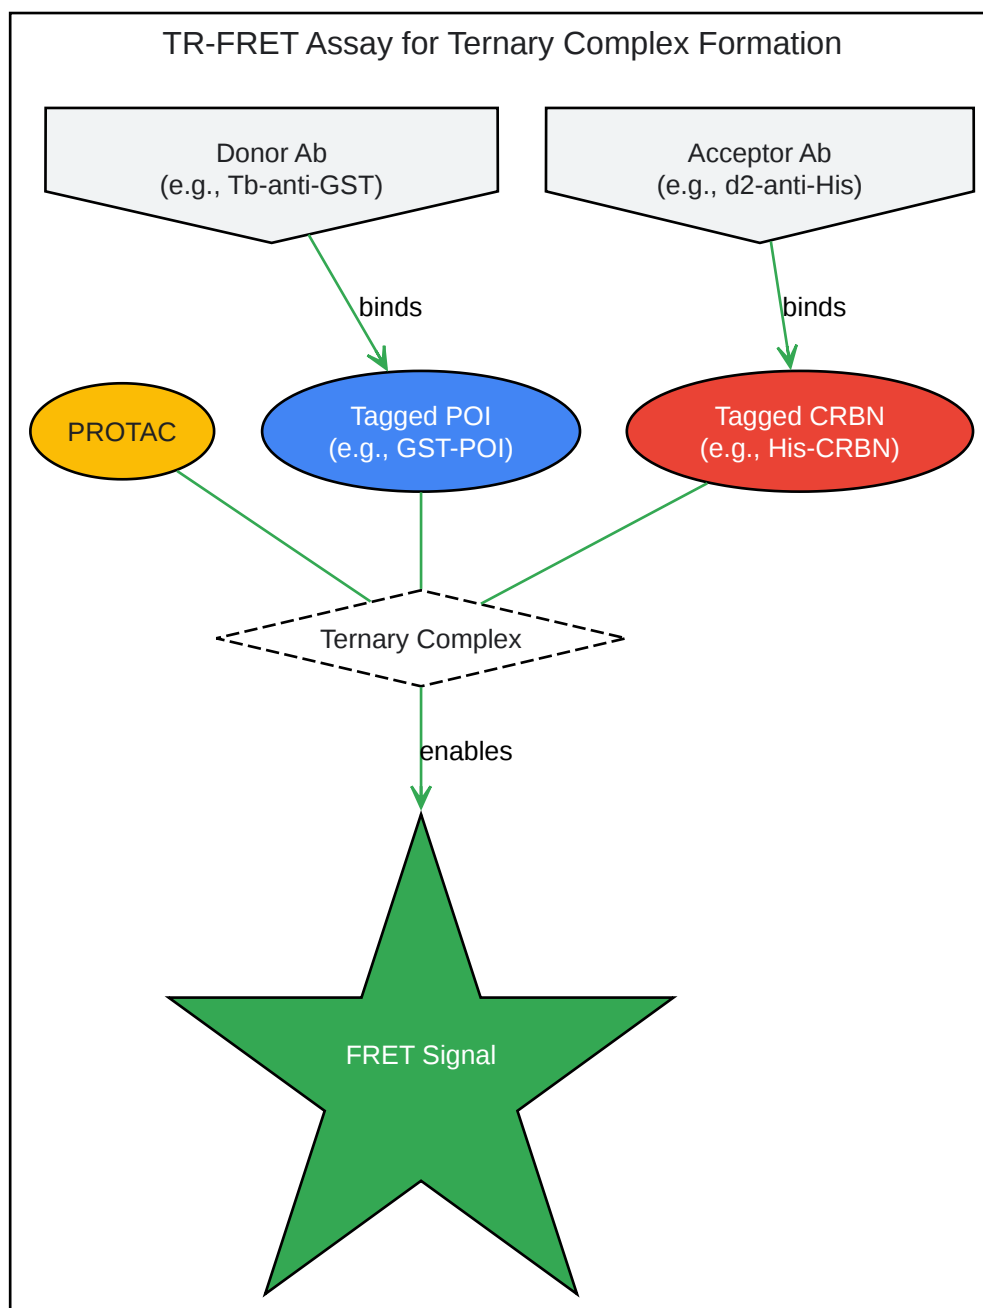 TR-FRET Assay for Ternary Complex Formation
Donor Ab
(e.g., Tb-anti-GST)
Acceptor Ab
(e.g., d2-anti-His)
binds
binds
PROTAC
Tagged POI
(e.g., GST-POI)
Tagged CRBN
(e.g., His-CRBN)
Ternary Complex
enables
FRET Signal